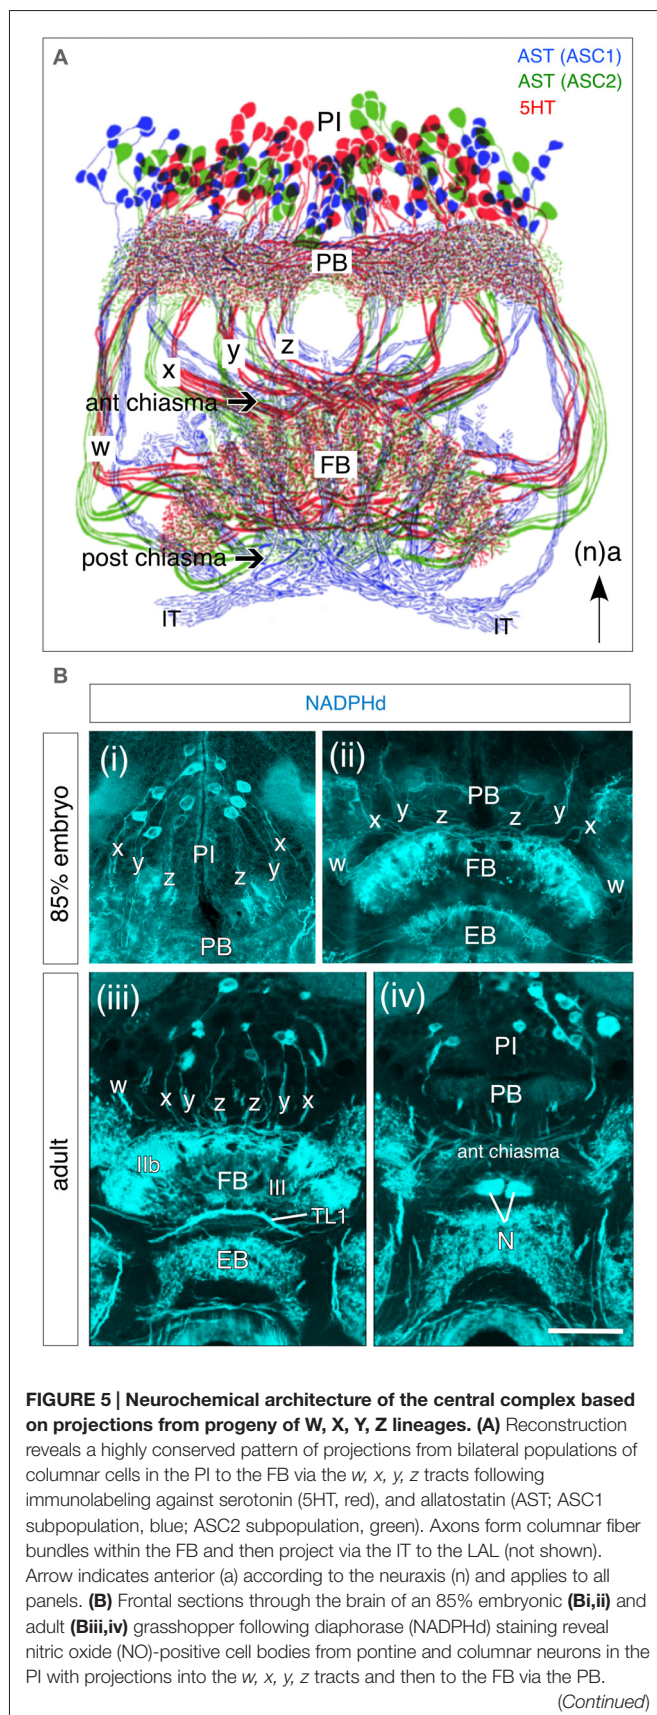 A
AST (ASC1)
AST (ASC2)
5HT
PI
PB
z
y
x
ant chiasma
w
FB
post chiasma
(n)a
IT
IT
B
NADPHd
85% embryo
(i)
x
y
z
PI
z
y
x
PB
(ii)
PB
x
y
z
z
y
x
w
FB
w
EB
adult
(iii)
w
x
y
z
z
y
x
IIb
FB
III
TL1
EB
(iv)
PI
PB
ant chiasma
N
FIGURE 5 | Neurochemical architecture of the central complex based
on projections from progeny of W, X, Y, Z lineages. (A) Reconstruction
reveals a highly conserved pattern of projections from bilateral populations of
columnar cells in the PI to the FB via the w, x, y, z tracts following
immunolabeling against serotonin (5HT, red), and allatostatin (AST; ASC1
subpopulation, blue; ASC2 subpopulation, green). Axons form columnar fiber
bundles within the FB and then project via the IT to the LAL (not shown).
Arrow indicates anterior (a) according to the neuraxis (n) and applies to all
panels. (B) Frontal sections through the brain of an 85% embryonic (Bi,ii) and
adult (Biii,iv) grasshopper following diaphorase (NADPHd) staining reveal
nitric oxide (NO)-positive cell bodies from pontine and columnar neurons in the
PI with projections into the w, x, y, z tracts and then to the FB via the PB.
(Continued)